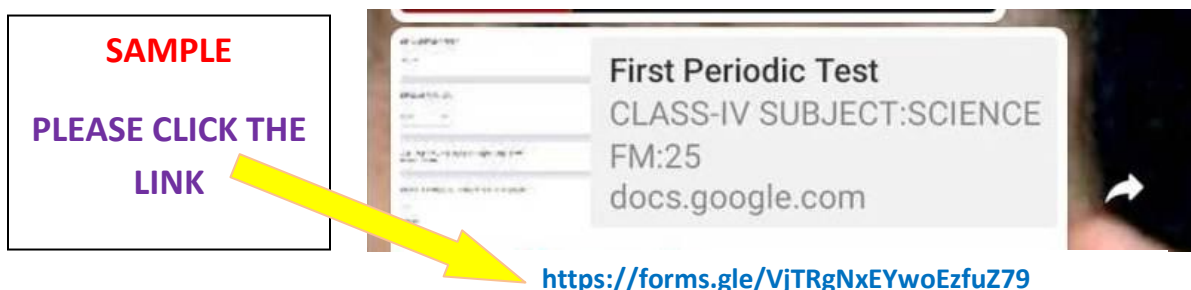 SAMPLE
PLEASE CLICK THE
LINK
First Periodic Test
CLASS-IV SUBJECT:SCIENCE
FM:25
docs.google.com
https://forms.gle/VjTRgNxEYwoEzfuZ79